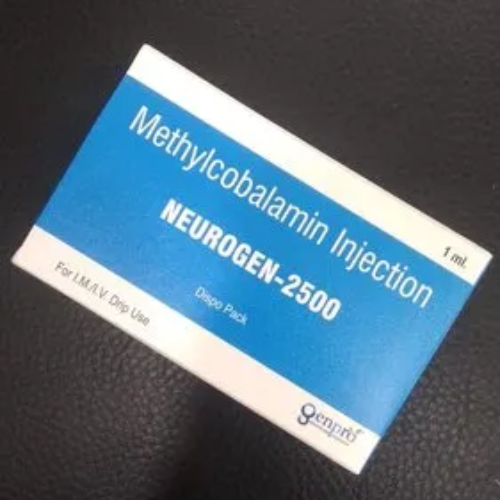 1 ml.
Methylcobalamin Injection
NEUROGEN-2500
Dispo Pack
For I.M./I.V. Drip Use
genpro